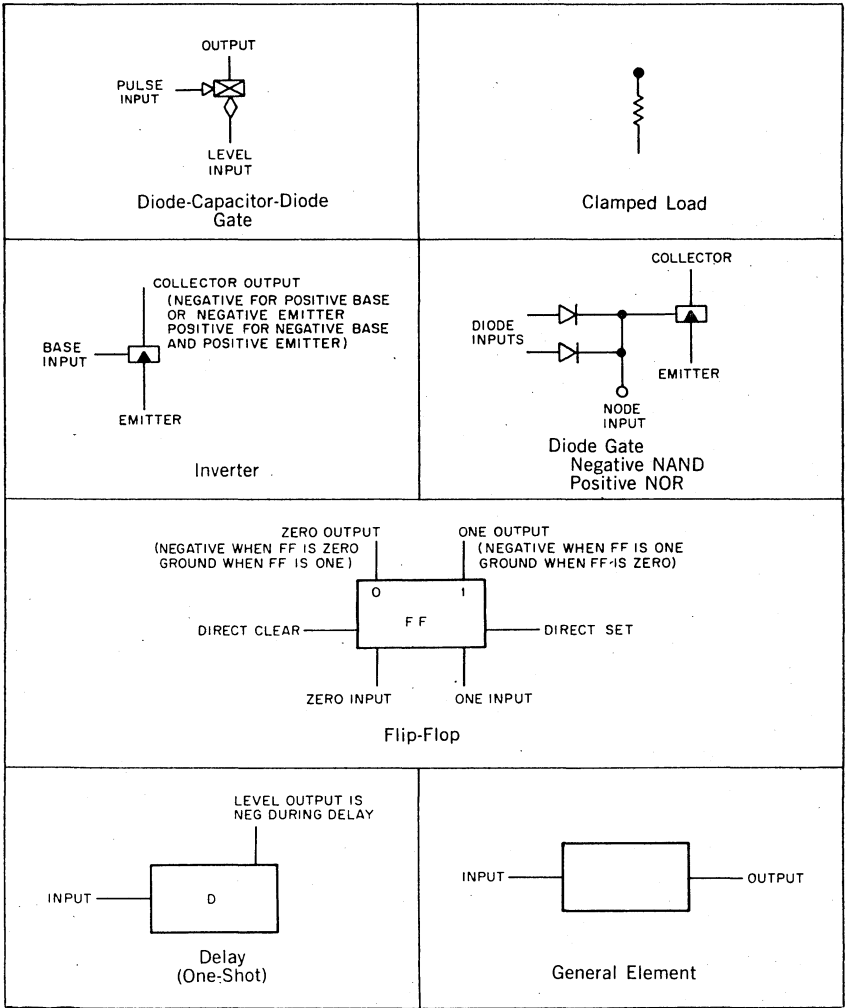 OUTPUT
PULSE
INPUT
LEVEL
INPUT
Diode-Capacitor-Diode
Gate
Clamped Load
COLLECTOR OUTPUT
(NEGATIVE FOR POSITIVE BASE
OR NEGATIVE EMITTER
POSITIVE FOR NEGATIVE BASE
AND POSITIVE EMITTER)
BASE
INPUT
EMITTER
Inverter
COLLECTOR
DIODE
INPUTS
EMITTER
NODE
INPUT
Diode Gate
Negative NAND
Positive NOR
ZERO OUTPUT
(NEGATIVE WHEN FF IS ZERO
GROUND WHEN FF IS ONE)
ONE OUTPUT
(NEGATIVE WHEN FF IS ONE
GROUND WHEN FF IS ZERO)
0 1
FF
DIRECT CLEAR
DIRECT SET
ZERO INPUT
ONE INPUT
Flip-Flop
LEVEL OUTPUT IS
NEG DURING DELAY
INPUT
D
Delay
(One-Shot)
INPUT
OUTPUT
General Element